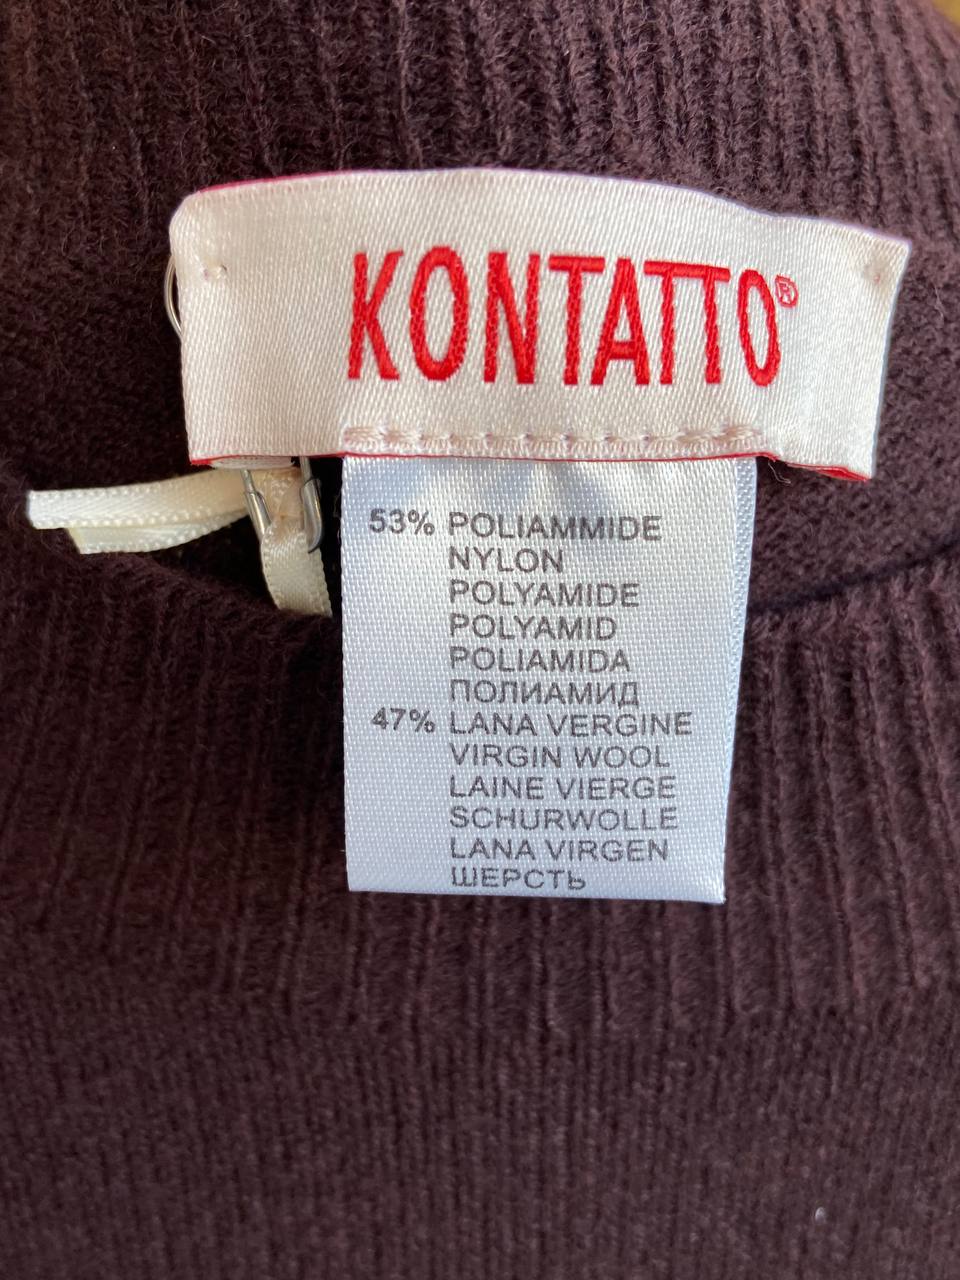 KONTATTO®
53% POLIAMMIDE
NYLON
POLYAMIDE
POLYAMID
POLIAMIDA
ПОЛИАМИД
47% LANA VERGINE
VIRGIN WOOL
LAINE VIERGE
SCHURWOLLE
LANA VIRGEN
ШЕРСТЬ